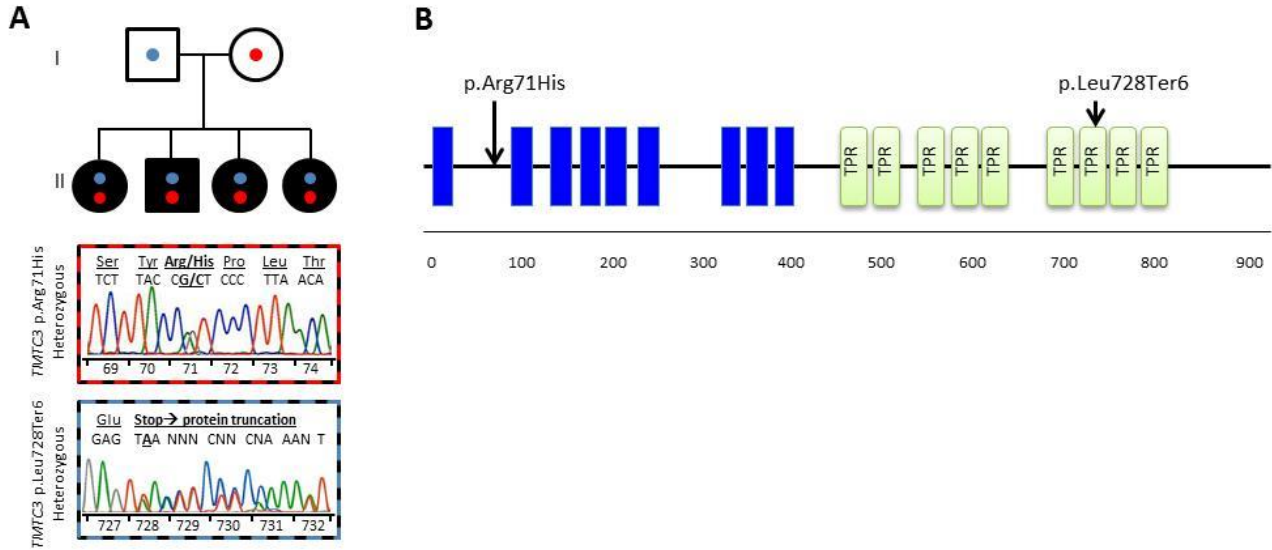 A
I
II
TMTC3 p.Arg71His
Heterozygous
Ser Tyr Arg/His Pro Leu Thr
TCT TAC CG/CT CCC TTA ACA
69 70 71 72 73 74
TMTC3 p.Leu728Ter6
Heterozygous
Glu Stop→ protein truncation
GAG TAA NNN CNN CNA AAN T
727 728 729 730 731 732
B
p.Arg71His
p.Leu728Ter6
TPR TPR TPR TPR TPR TPR TPR TPR TPR
0 100 200 300 400 500 600 700 800 900